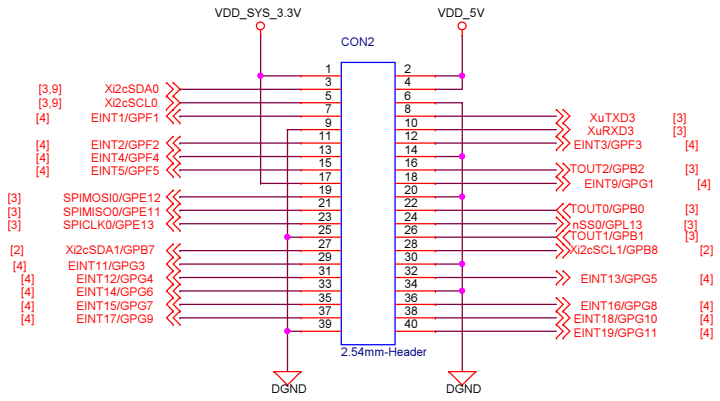 VDD_SYS_3.3V VDD_5V
CON2
1 2
[3,9] Xi2cSDA0 3 4
[3,9] Xi2cSCL0 5 6
[4] EINT1/GPF1 7 8 XuTXD3 [3]
9 10 XuRXD3 [3]
[4] EINT2/GPF2 11 12 EINT3/GPF3 [4]
[4] EINT4/GPF4 13 14
[4] EINT5/GPF5 15 16 TOUT2/GPB2 [3]
17 18 EINT9/GPG1 [4]
[3] SPIMOSI0/GPE12 19 20
[3] SPIMISO0/GPE11 21 22 TOUT0/GPB0 [3]
[3] SPICLK0/GPE13 23 24 nSS0/GPL13 [3]
25 26 TOUT1/GPB1 [3]
[2] Xi2cSDA1/GPB7 27 28 Xi2cSCL1/GPB8 [2]
[4] EINT11/GPG3 29 30
[4] EINT12/GPG4 31 32 EINT13/GPG5 [4]
[4] EINT14/GPG6 33 34
[4] EINT15/GPG7 35 36 EINT16/GPG8 [4]
[4] EINT17/GPG9 37 38 EINT18/GPG10 [4]
39 40 EINT19/GPG11 [4]
2.54mm-Header
DGND DGND